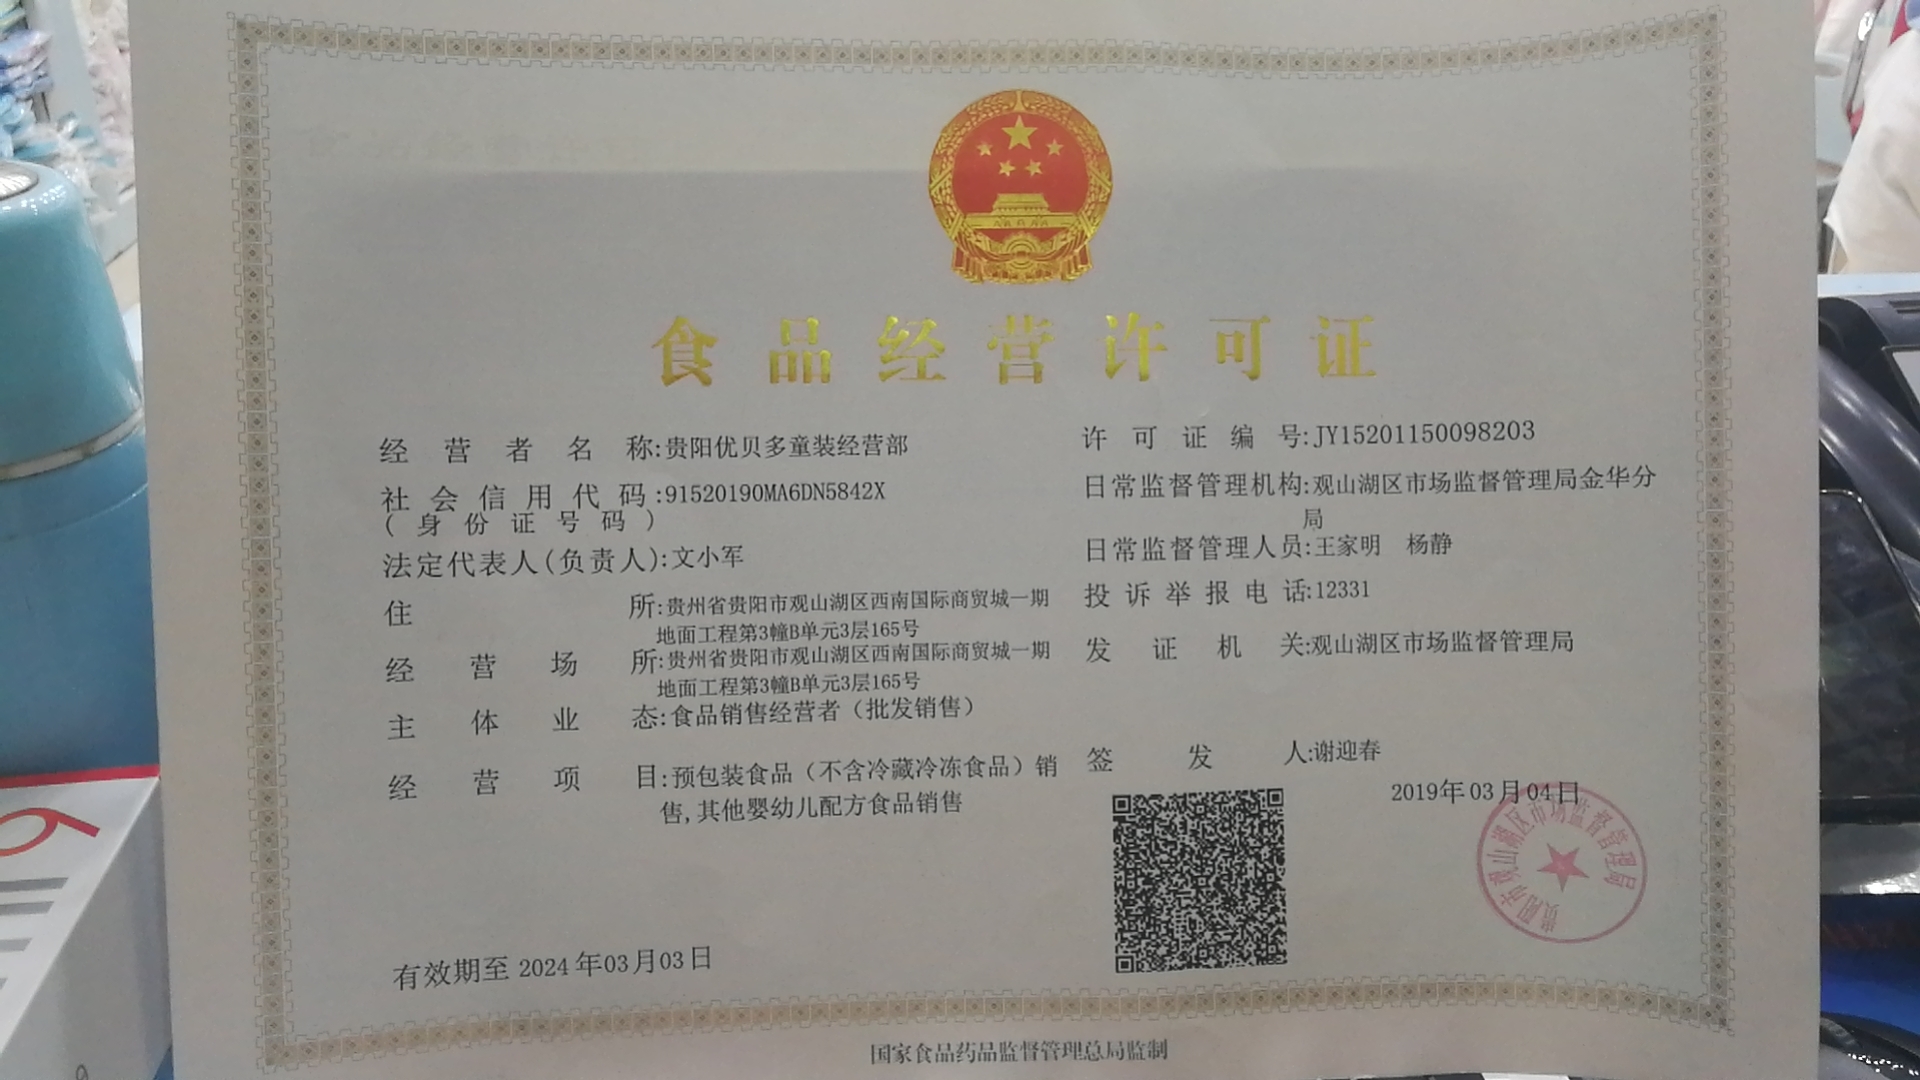 食品经营许可证
经营者名称:贵阳优贝多童装经营部
社会信用代码:91520190MA6DN5842X
(身份证号码)
法定代表人(负责人):文小军
住所:贵州省贵阳市观山湖区西南国际商贸城一期
地面工程第3幢B单元3层165号
经营场所:贵州省贵阳市观山湖区西南国际商贸城一期
地面工程第3幢B单元3层165号
主体业态:食品销售经营者（批发销售）
经营项目:预包装食品（不含冷藏冷冻食品）销
售,其他婴幼儿配方食品销售
许可证编号:JY15201150098203
日常监督管理机构:观山湖区市场监督管理局金华分
局
日常监督管理人员:王家明 杨静
投诉举报电话:12331
发证机关:观山湖区市场监督管理局
签发人:谢迎春
2019年03月04日
贵阳市观山湖区市场监督管理局
有效期至2024年03月03日
国家食品药品监督管理总局监制